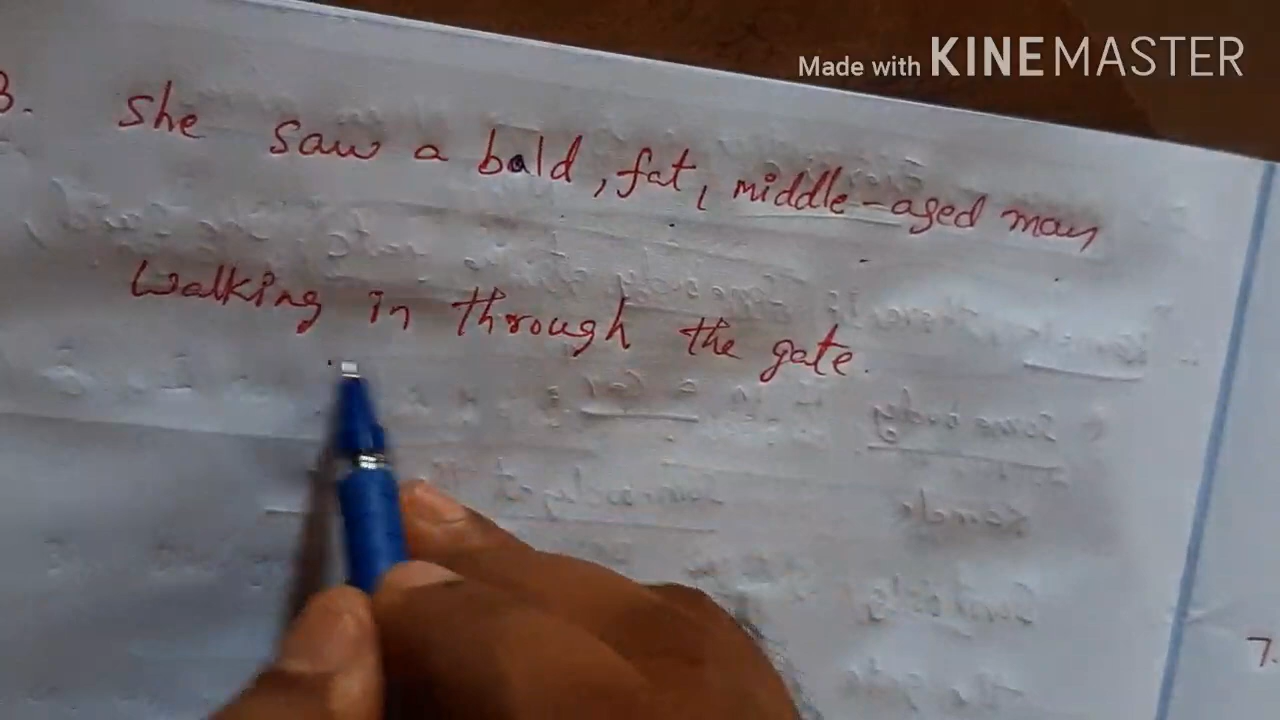 Made with KINEMASTER
3. She saw a bald, fat, middle-aged man
walking in through the gate.
7.